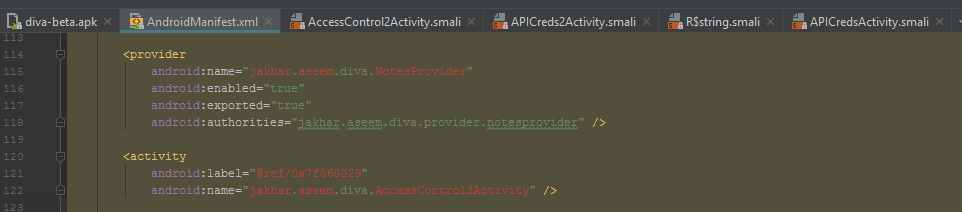 diva-beta.apk AndroidManifest.xml AccessControl2Activity.smali APICreds2Activity.smali R$string.smali APICredsActivity.smali
113
114 <provider
115 android:name="jakhar.aseem.diva.NotesProvider"
116 android:enabled="true"
117 android:exported="true"
118 android:authorities="jakhar.aseem.diva.provider.notesprovider" />
119
120 <activity
121 android:label="@ref/0x7f060029"
122 android:name="jakhar.aseem.diva.AccessControl3Activity" />